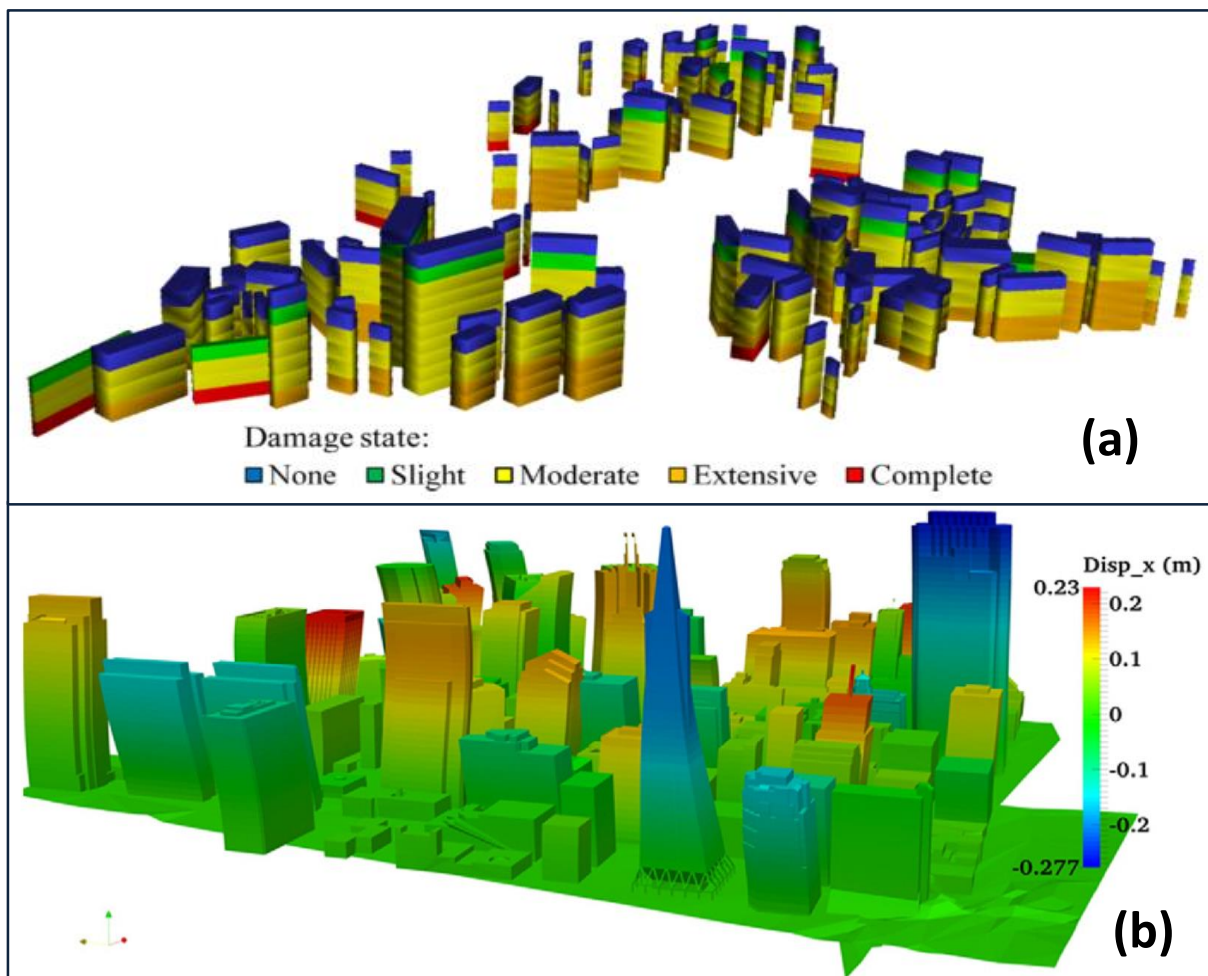 Damage state:
None Slight Moderate Extensive Complete
(a)
Disp_x (m)
0.23
0.2
0.1
0
-0.1
-0.2
-0.277
(b)